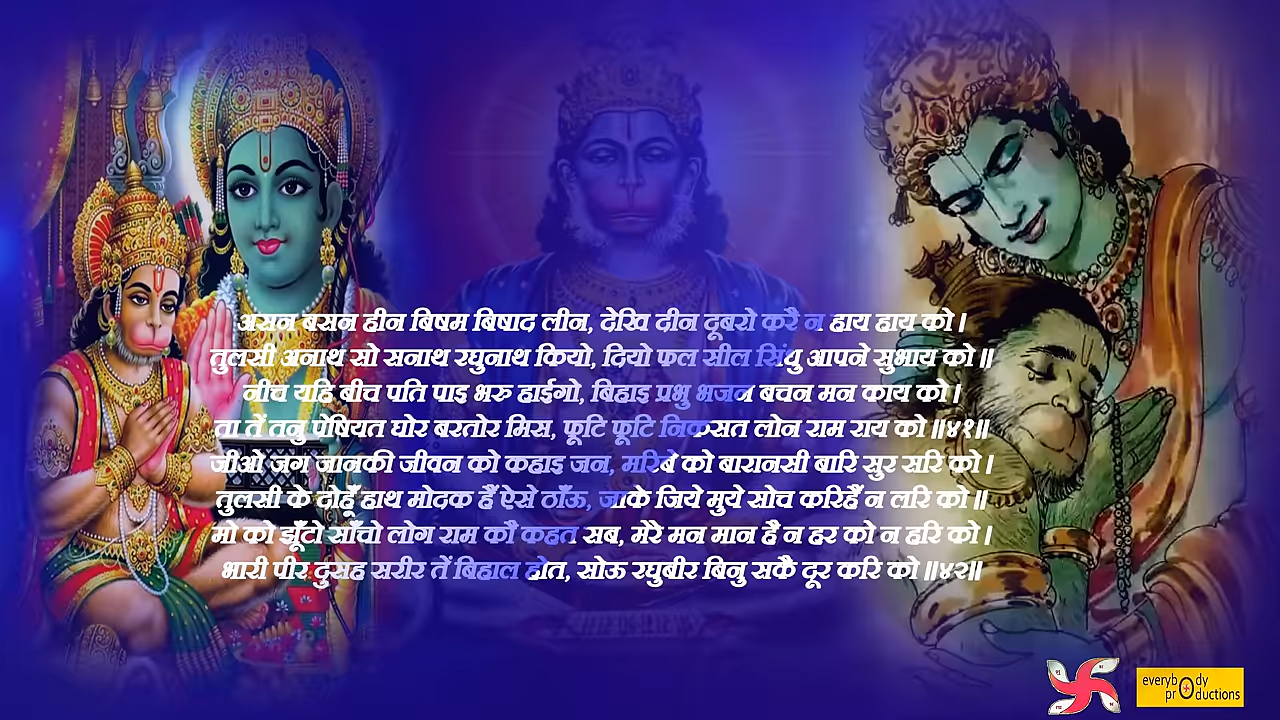 असन बसन हीन बिषम बिषाद लीन, देखि दीन दूबरो करै न हाय हाय को।
तुलसी अनाथ सो सनाथ रघुनाथ कियो, दियो फल सील सिंधु आपने सुभाय को॥
नीच यहि बीच पति पाइ भरु हाईगो, बिहाइ प्रभु भजन बचन मन काय को।
ता तें तनु पेषियत घोर बरतोर मिस, फूटि फूटि निकसत लोन राम राय को॥४१॥
जीओ जग जानकी जीवन को कहाइ जन, मरिबे को बारानसी बारि सुर सरि को।
तुलसी के दोहूँ हाथ मोदक हैं ऐसे ठाँऊ, जाके जिये मुये सोच करिहैं न लरि को॥
मो को झूँटो साँचो लोग राम कौ कहत सब, मेरे मन मान है न हर को न हरि को।
भारी पीर दुसह सरीर तें बिहाल होत, सोऊ रघुबीर बिनु सकै दूर करि को॥४२॥
everybody
productions